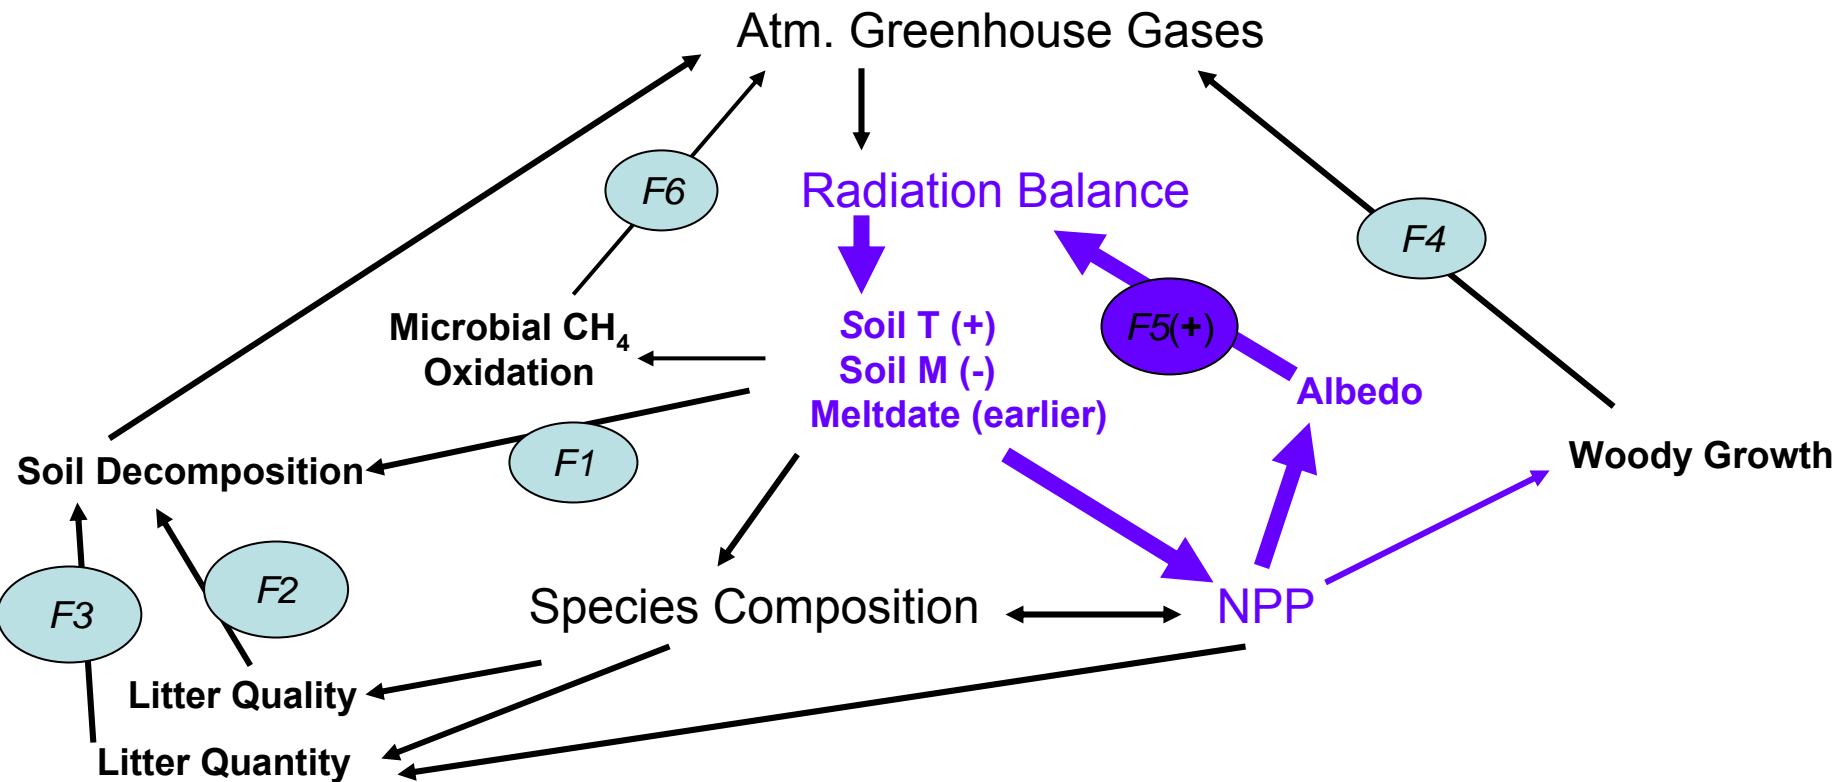 Atm. Greenhouse Gases
F6
Radiation Balance
F4
Microbial CH₄
Oxidation
Soil T (+)
Soil M (-)
Meltdate (earlier)
F5(+)
Albedo
Soil Decomposition
F1
Woody Growth
F3
F2
Species Composition
NPP
Litter Quality
Litter Quantity